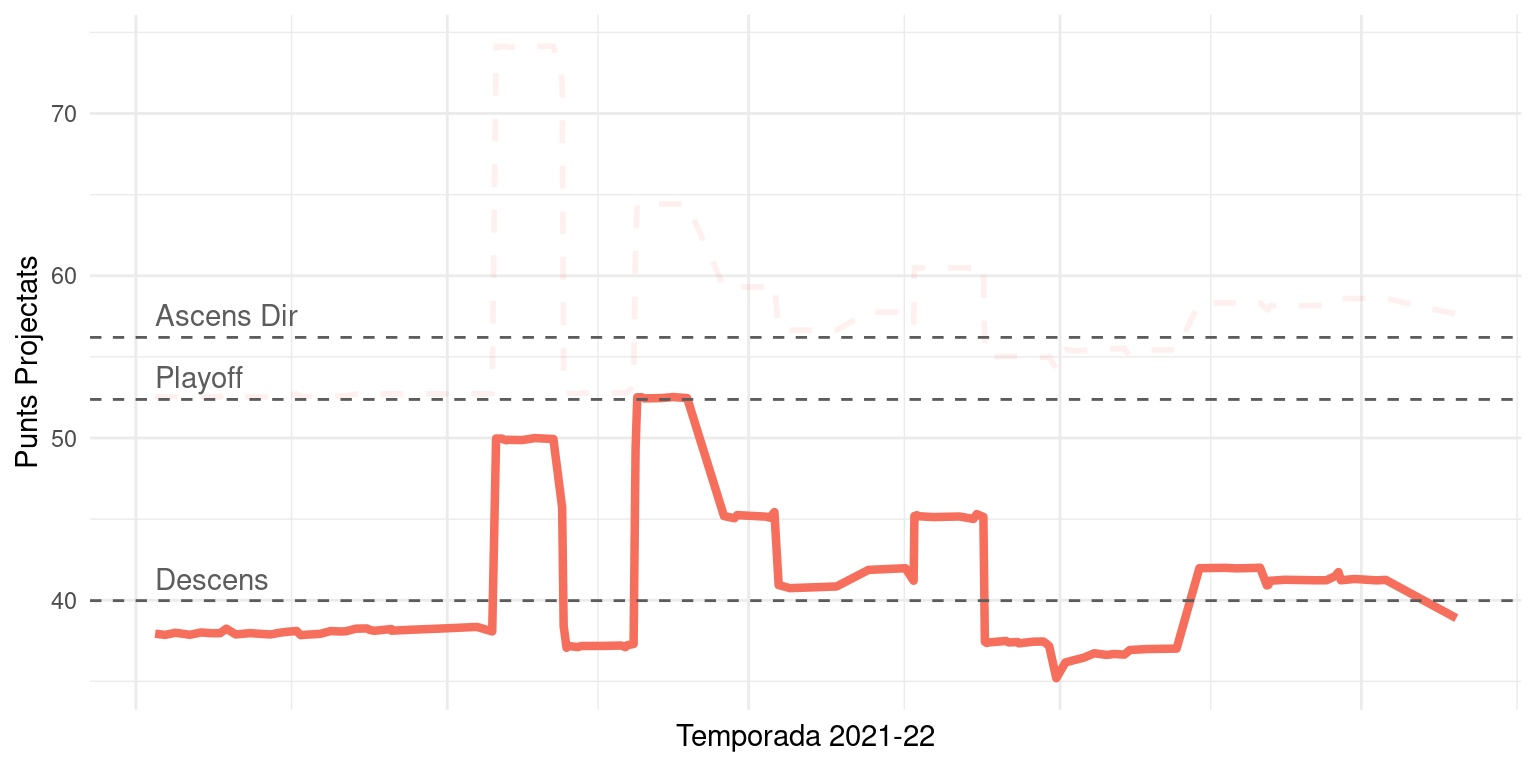 Punts Projectats
70
60
50
40
Ascens Dir
Playoff
Descens
Temporada 2021-22